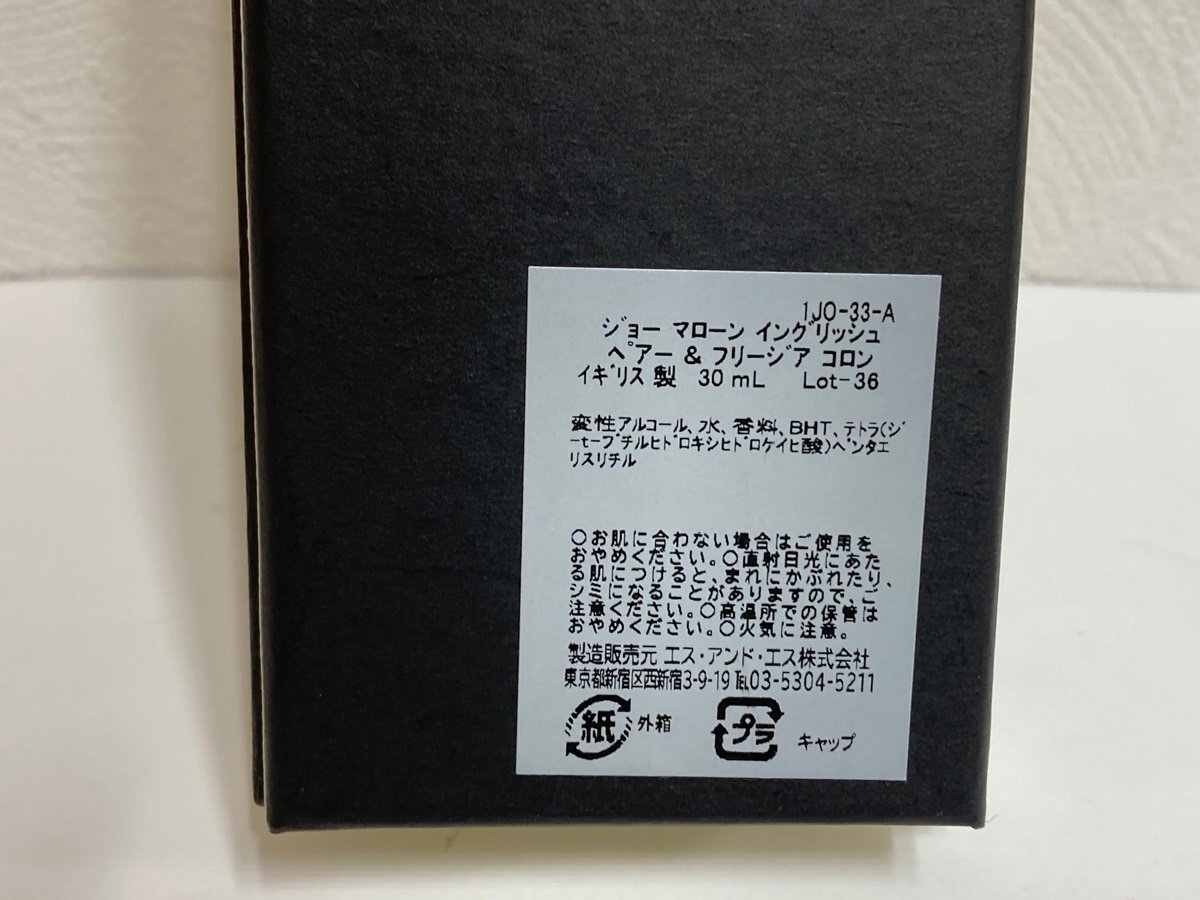 1JO-33-A
ジョー マローン イングリッシュ
ペアー & フリージア コロン
イギリス 製 30 mL Lot-36
変性アルコール、水、香料、BHT、テトラ(ジ
ーtーブチルヒドロキシヒドロケイヒ酸)ペンタエ
リスリチル
○お肌に合わない場合はご使用を
おやめください。○直射日光にあた
る肌につけると、まれにかぶれたり、
シミになることがありますので、ご
注意ください。○高温所での保管は
おやめください。○火気に注意。
製造販売元 エス・アンド・エス株式会社
東京都新宿区西新宿3-9-19 ℡03-5304-5211
紙 外箱 プラ キャップ